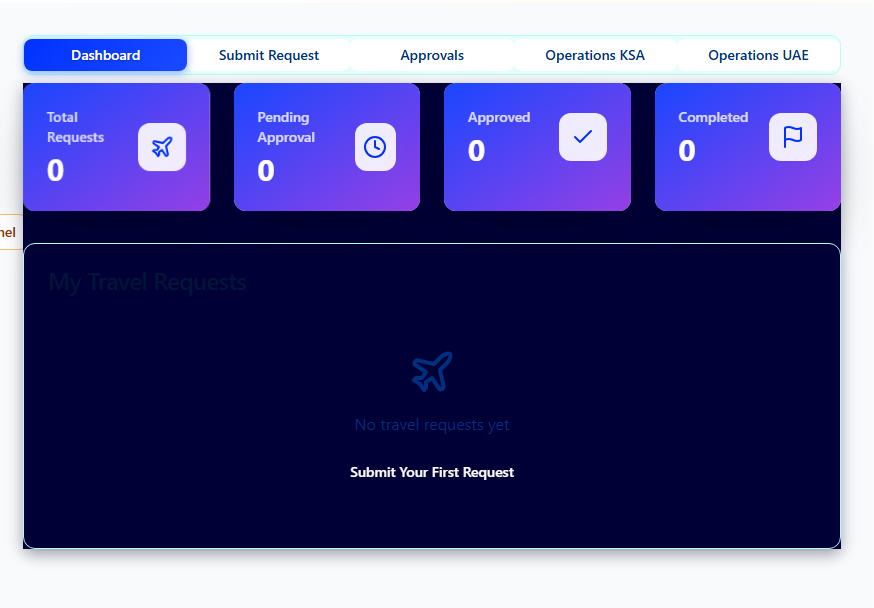 Dashboard
Submit Request
Approvals
Operations KSA
Operations UAE
Total
Requests
0
Pending
Approval
0
Approved
0
Completed
0
nel
My Travel Requests
No travel requests yet
Submit Your First Request